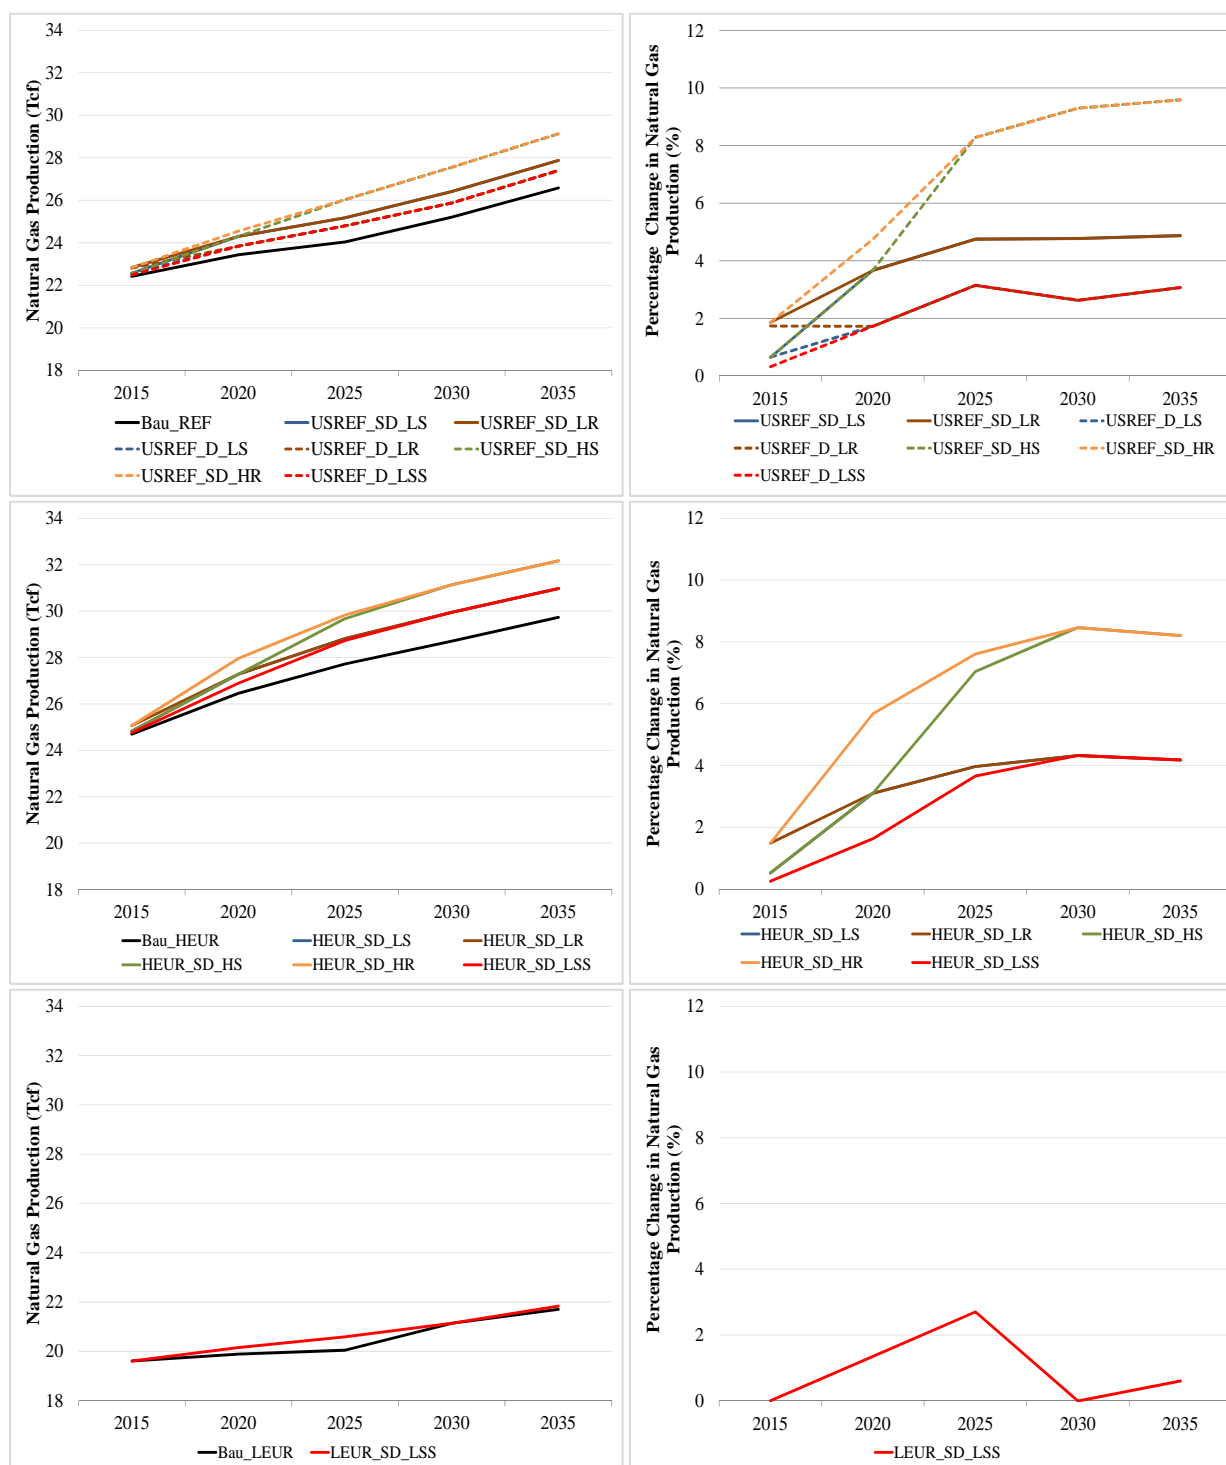 Natural Gas Production (Tcf)
34
32
30
28
26
24
22
20
18
2015 2020 2025 2030 2035
Bau_REF USREF_SD_LS USREF_SD_LR
USREF_D_LS USREF_D_LR USREF_SD_HS
USREF_SD_HR USREF_D_LSS
Percentage Change in Natural Gas
Production (%)
12
10
8
6
4
2
0
2015 2020 2025 2030 2035
USREF_SD_LS USREF_SD_LR USREF_D_LS
USREF_D_LR USREF_SD_HS USREF_SD_HR
USREF_D_LSS
Natural Gas Production (Tcf)
34
32
30
28
26
24
22
20
18
2015 2020 2025 2030 2035
Bau_HEUR HEUR_SD_LS HEUR_SD_LR
HEUR_SD_HS HEUR_SD_HR HEUR_SD_LSS
Percentage Change in Natural Gas
Production (%)
12
10
8
6
4
2
0
2015 2020 2025 2030 2035
HEUR_SD_LS HEUR_SD_LR HEUR_SD_HS
HEUR_SD_HR HEUR_SD_LSS
Natural Gas Production (Tcf)
34
32
30
28
26
24
22
20
18
2015 2020 2025 2030 2035
Bau_LEUR LEUR_SD_LSS
Percentage Change in Natural Gas
Production (%)
12
10
8
6
4
2
0
2015 2020 2025 2030 2035
LEUR_SD_LSS